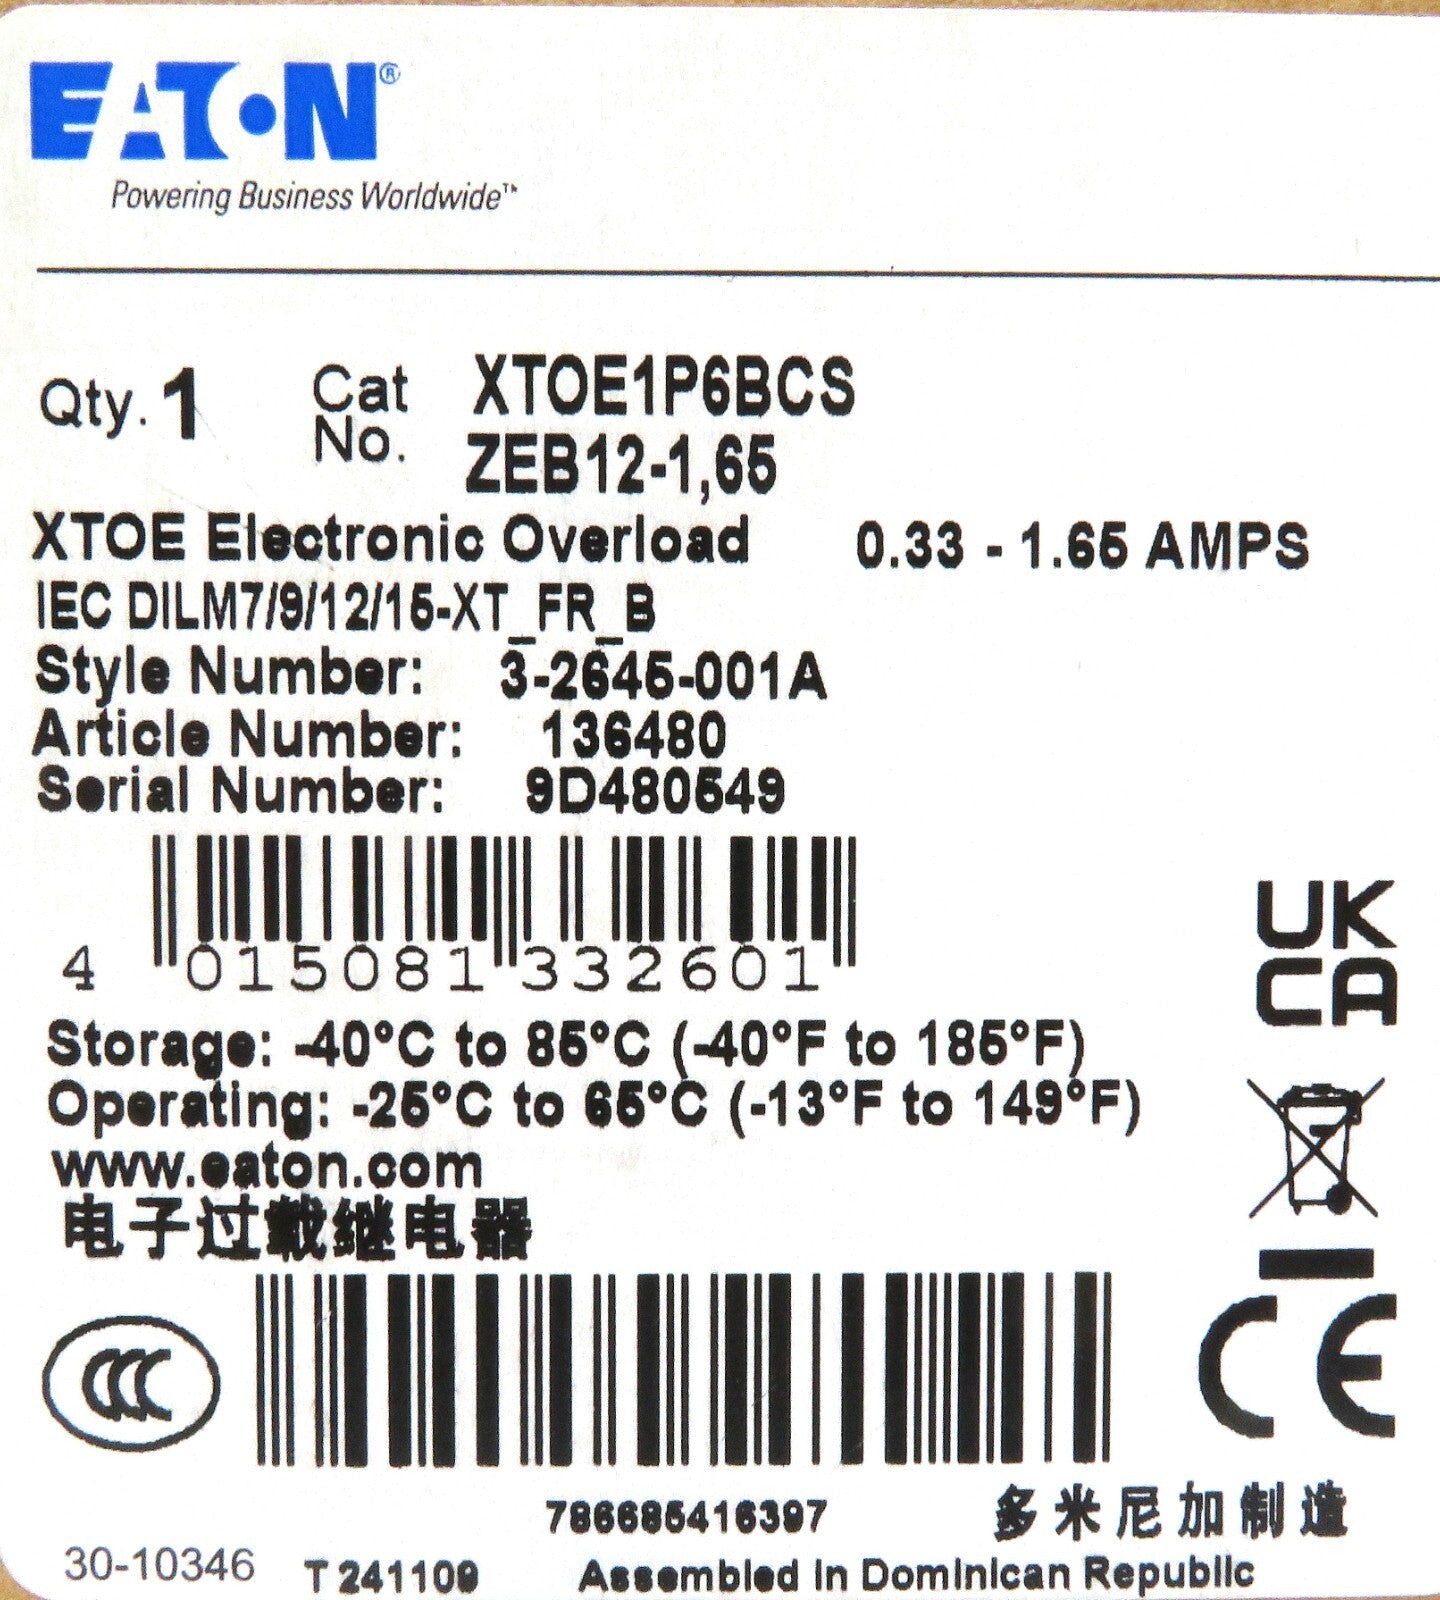 EATON®
Powering Business Worldwide™
Qty. 1 Cat No. XTOE1P6BCS
ZEB12-1,65
XTOE Electronic Overload 0.33 - 1.65 AMPS
IEC DILM7/9/12/15-XT_FR_B
Style Number: 3-2645-001A
Article Number: 136480
Serial Number: 9D480549
4 015081 332601
UK
CA
Storage: -40°C to 85°C (-40°F to 185°F)
Operating: -25°C to 65°C (-13°F to 149°F)
www.eaton.com
电子过载继电器
CCC
CE
786685416397
多米尼加制造
30-10346 T 241109 Assembled in Dominican Republic